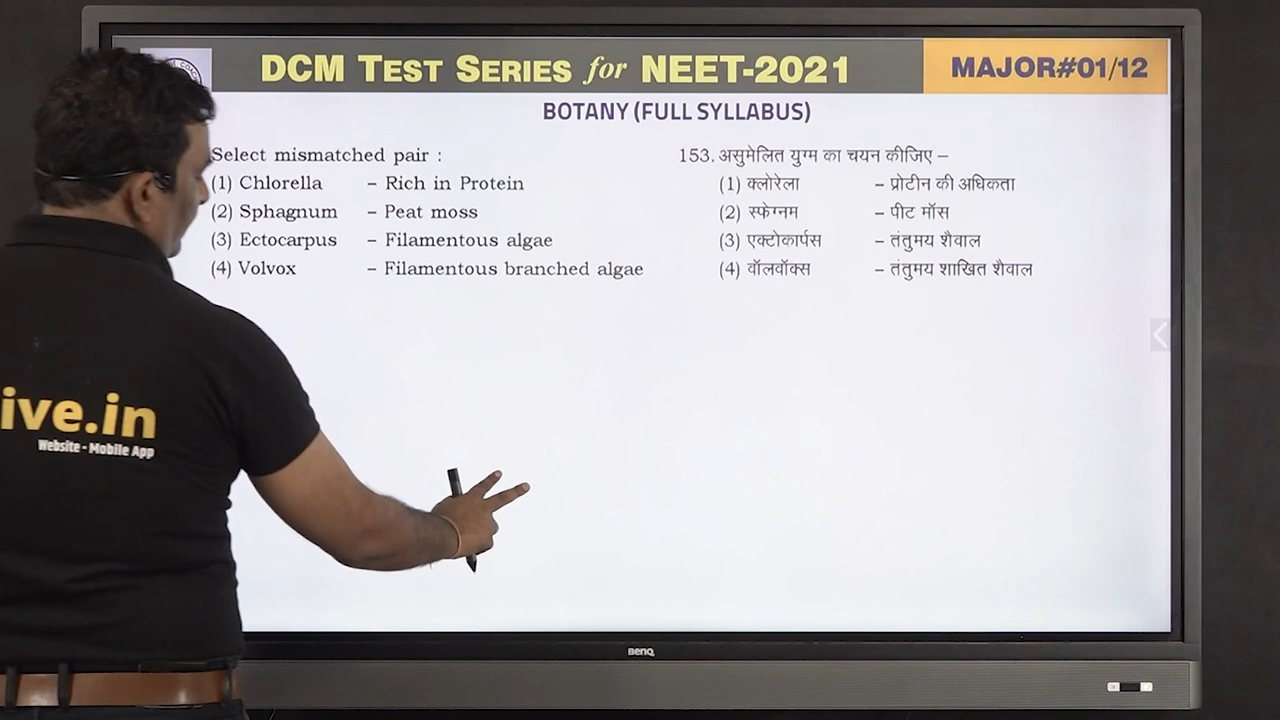 DCM TEST SERIES for NEET-2021
MAJOR#01/12
BOTANY (FULL SYLLABUS)
Select mismatched pair :
(1) Chlorella – Rich in Protein
(2) Sphagnum – Peat moss
(3) Ectocarpus – Filamentous algae
(4) Volvox – Filamentous branched algae
153. असुमेलित युग्म का चयन कीजिए –
(1) क्लोरेला – प्रोटीन की अधिकता
(2) स्फेग्नम – पीट मॉस
(3) एक्टोकार्पस – तंतुमय शैवाल
(4) वॉलवॉक्स – तंतुमय शाखित शैवाल
ive.in
Website - Mobile App
BenQ